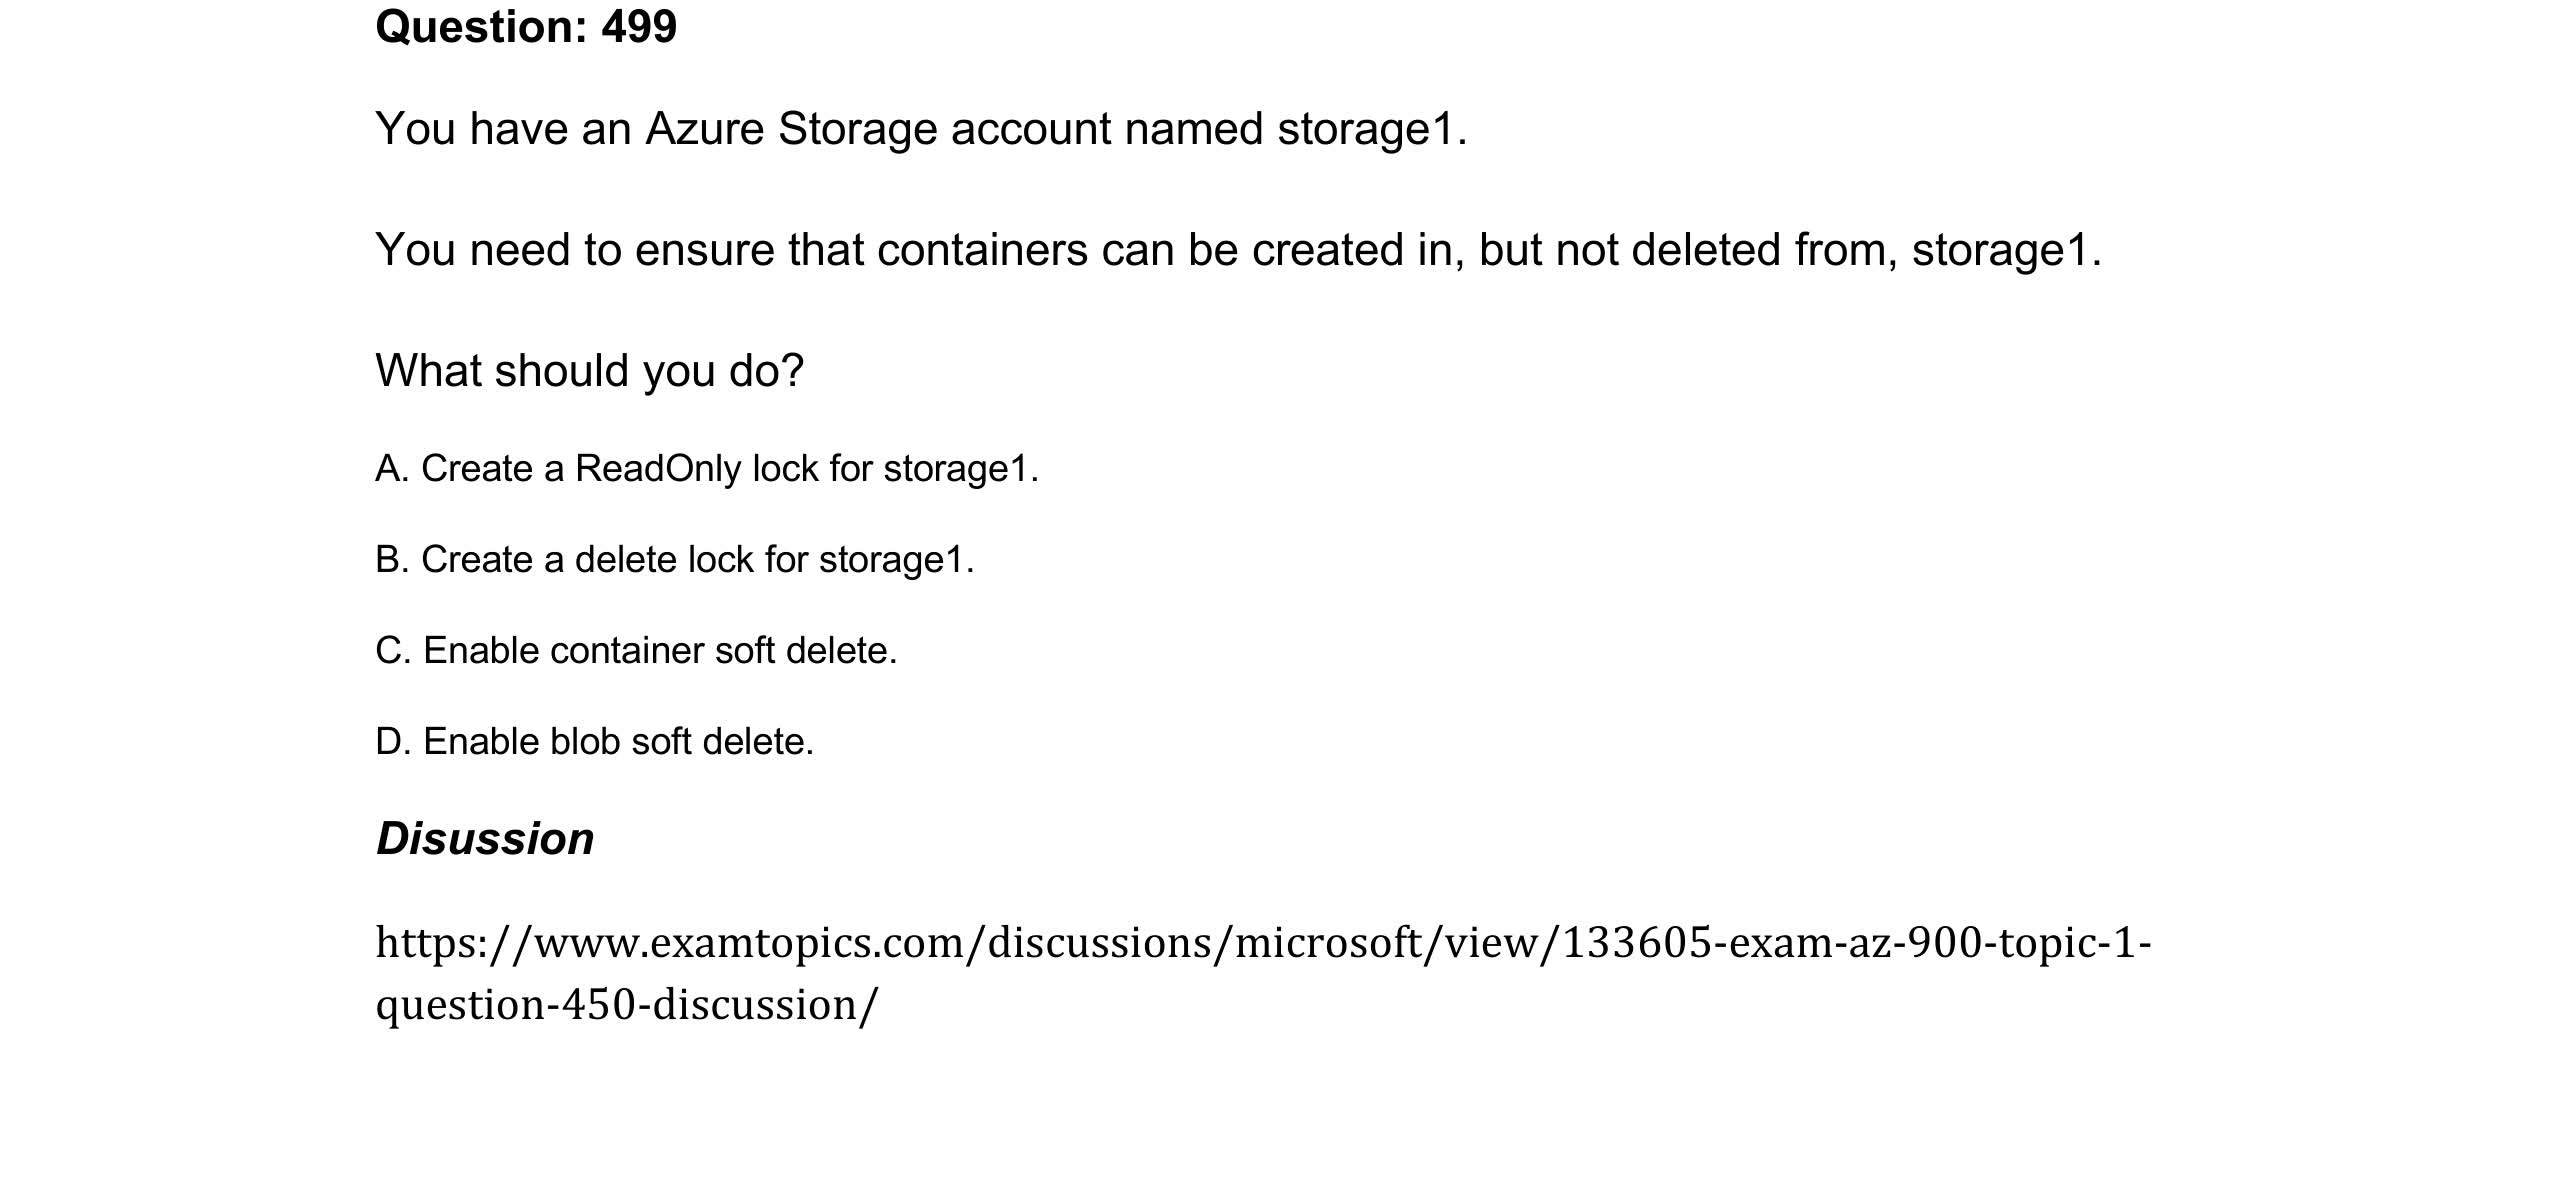 Question: 499
You have an Azure Storage account named storage1.
You need to ensure that containers can be created in, but not deleted from, storage1.
What should you do?
A. Create a ReadOnly lock for storage1.
B. Create a delete lock for storage1.
C. Enable container soft delete.
D. Enable blob soft delete.
Disussion
https://www.examtopics.com/discussions/microsoft/view/133605-exam-az-900-topic-1-
question-450-discussion/